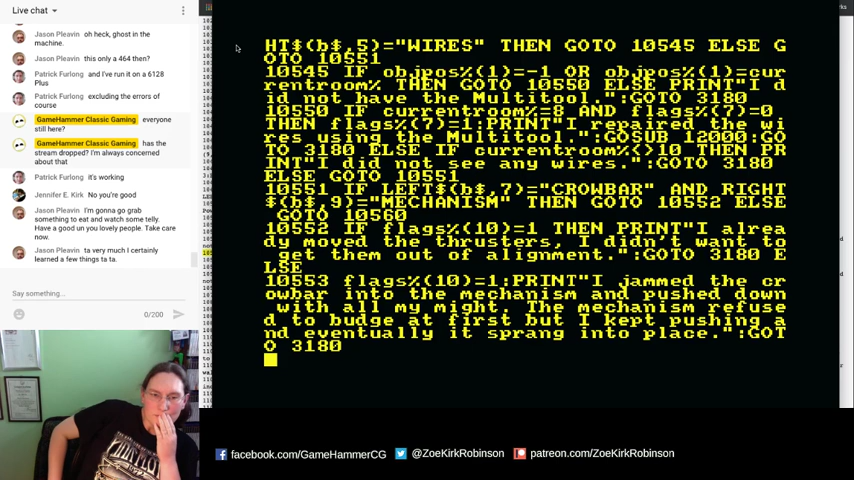 Live chat
Jason Pleavin oh heck, ghost in the
machine.
Jason Pleavin this only a 464 then?
Patrick Furlong and I've run it on a 6128
Plus
Patrick Furlong excluding the errors of
course
GameHammer Classic Gaming everyone
still here?
GameHammer Classic Gaming has the
stream dropped? I'm always concerned
about that
Patrick Furlong it's working
Jennifer E. Kirk No you're good
Jason Pleavin I'm gonna go grab
something to eat and watch some telly.
Have a good un you lovely people. Take care
now.
Jason Pleavin ta very much I certainly
learned a few things ta ta.
Say something...
0/200
HT$(b$,5)="WIRES" THEN GOTO 10545 ELSE G
OTO 10551
10545 IF objpos%(1)=-1 OR objpos%(1)=cur
rentroom% THEN GOTO 10550 ELSE PRINT"I d
id not have the Multitool.":GOTO 3180
10550 IF currentroom%=8 AND flags%(7)=0
THEN flags%(7)=1:PRINT"I repaired the wi
res using the Multitool.":GOSUB 12000:GO
TO 3180 ELSE IF currentroom%<>10 THEN PR
INT"I did not see any wires.":GOTO 3180
ELSE GOTO 10551
10551 IF LEFT$(b$,7)="CROWBAR" AND RIGHT
$(b$,9)="MECHANISM" THEN GOTO 10552 ELSE
GOTO 10560
10552 IF flags%(10)=1 THEN PRINT"I alrea
dy moved the thrusters, I didn't want to
get them out of alignment.":GOTO 3180 E
LSE
10553 flags%(10)=1:PRINT"I jammed the cr
owbar into the mechanism and pushed down
with all my might. The mechanism refuse
d to budge at first but I kept pushing a
nd eventually it sprang into place.":GOT
O 3180
facebook.com/GameHammerCG @ZoeKirkRobinson patreon.com/ZoeKirkRobinson